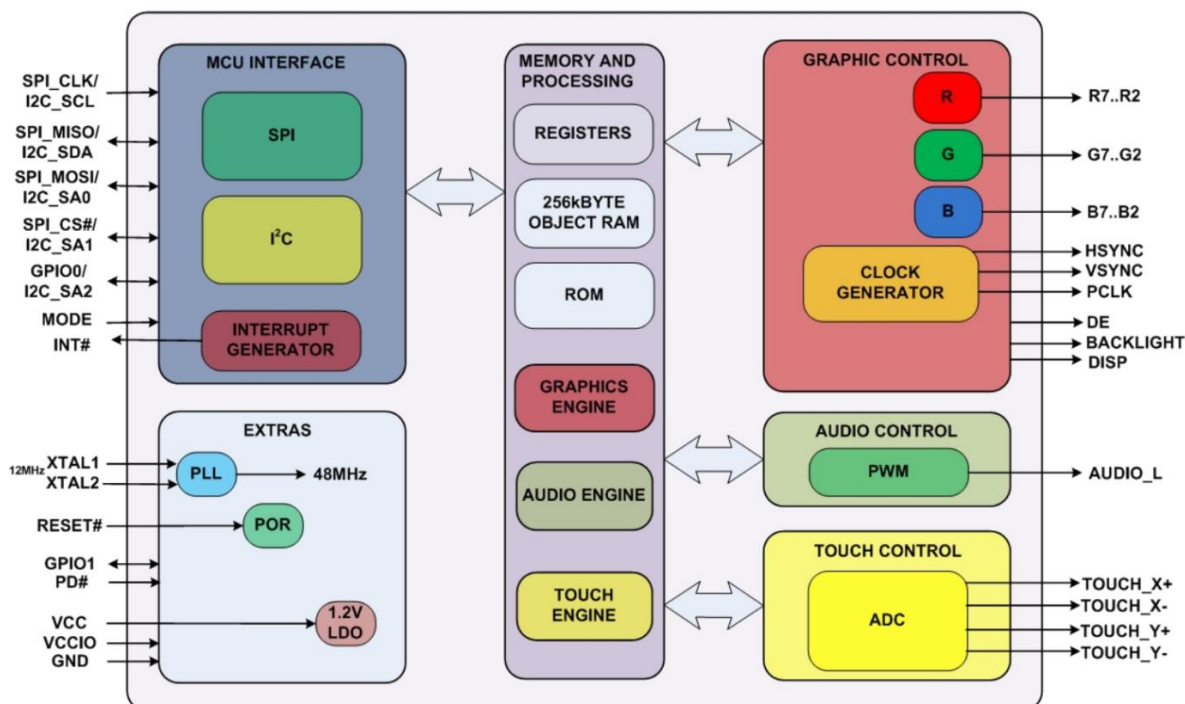 MCU INTERFACE
SPI_CLK/
I2C_SCL
SPI_MISO/
I2C_SDA
SPI_MOSI/
I2C_SA0
SPI_CS#/
I2C_SA1
GPIO0/
I2C_SA2
MODE
INT#
SPI
I²C
INTERRUPT
GENERATOR
EXTRAS
12MHz XTAL1
XTAL2
PLL
48MHz
RESET#
POR
GPIO1
PD#
VCC
VCCIO
GND
1.2V
LDO
MEMORY AND
PROCESSING
REGISTERS
256kBYTE
OBJECT RAM
ROM
GRAPHICS
ENGINE
AUDIO ENGINE
TOUCH
ENGINE
GRAPHIC CONTROL
R
R7..R2
G
G7..G2
B
B7..B2
CLOCK
GENERATOR
HSYNC
VSYNC
PCLK
DE
BACKLIGHT
DISP
AUDIO CONTROL
PWM
AUDIO_L
TOUCH CONTROL
ADC
TOUCH_X+
TOUCH_X-
TOUCH_Y+
TOUCH_Y-